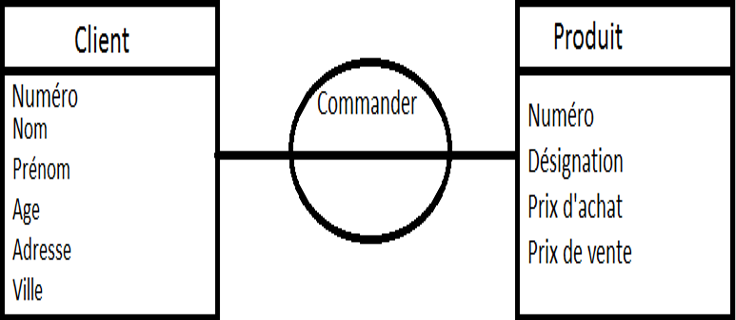 Client
Numéro
Nom
Prénom
Age
Adresse
Ville
Commander
Produit
Numéro
Désignation
Prix d'achat
Prix de vente